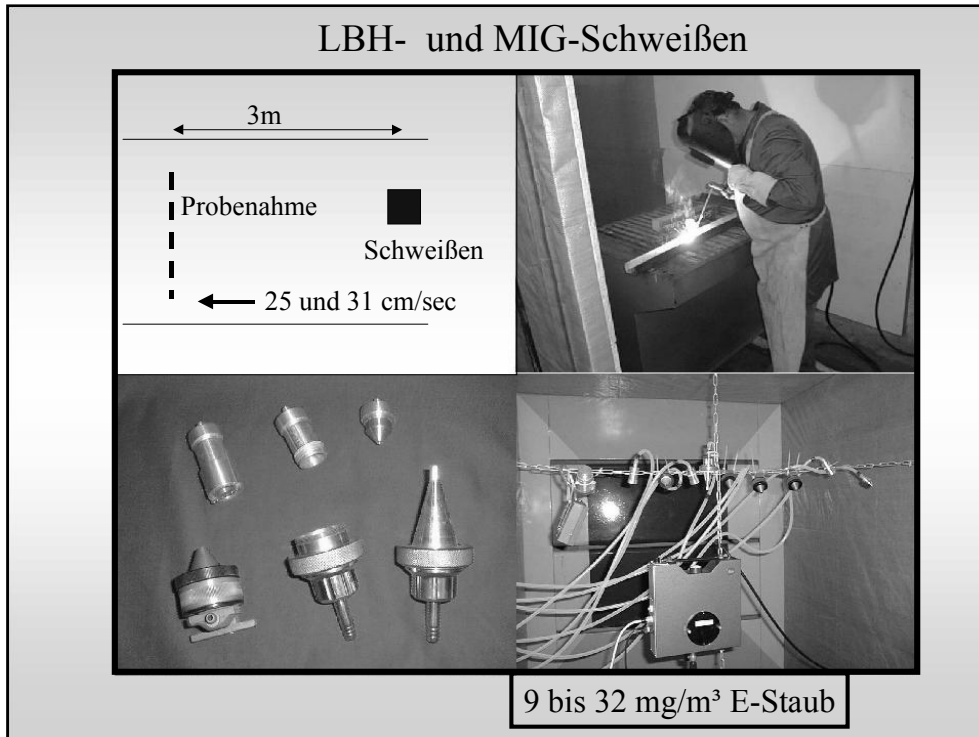 LBH- und MIG-Schweißen
3m
Probenahme
Schweißen
25 und 31 cm/sec
9 bis 32 mg/m³ E-Staub